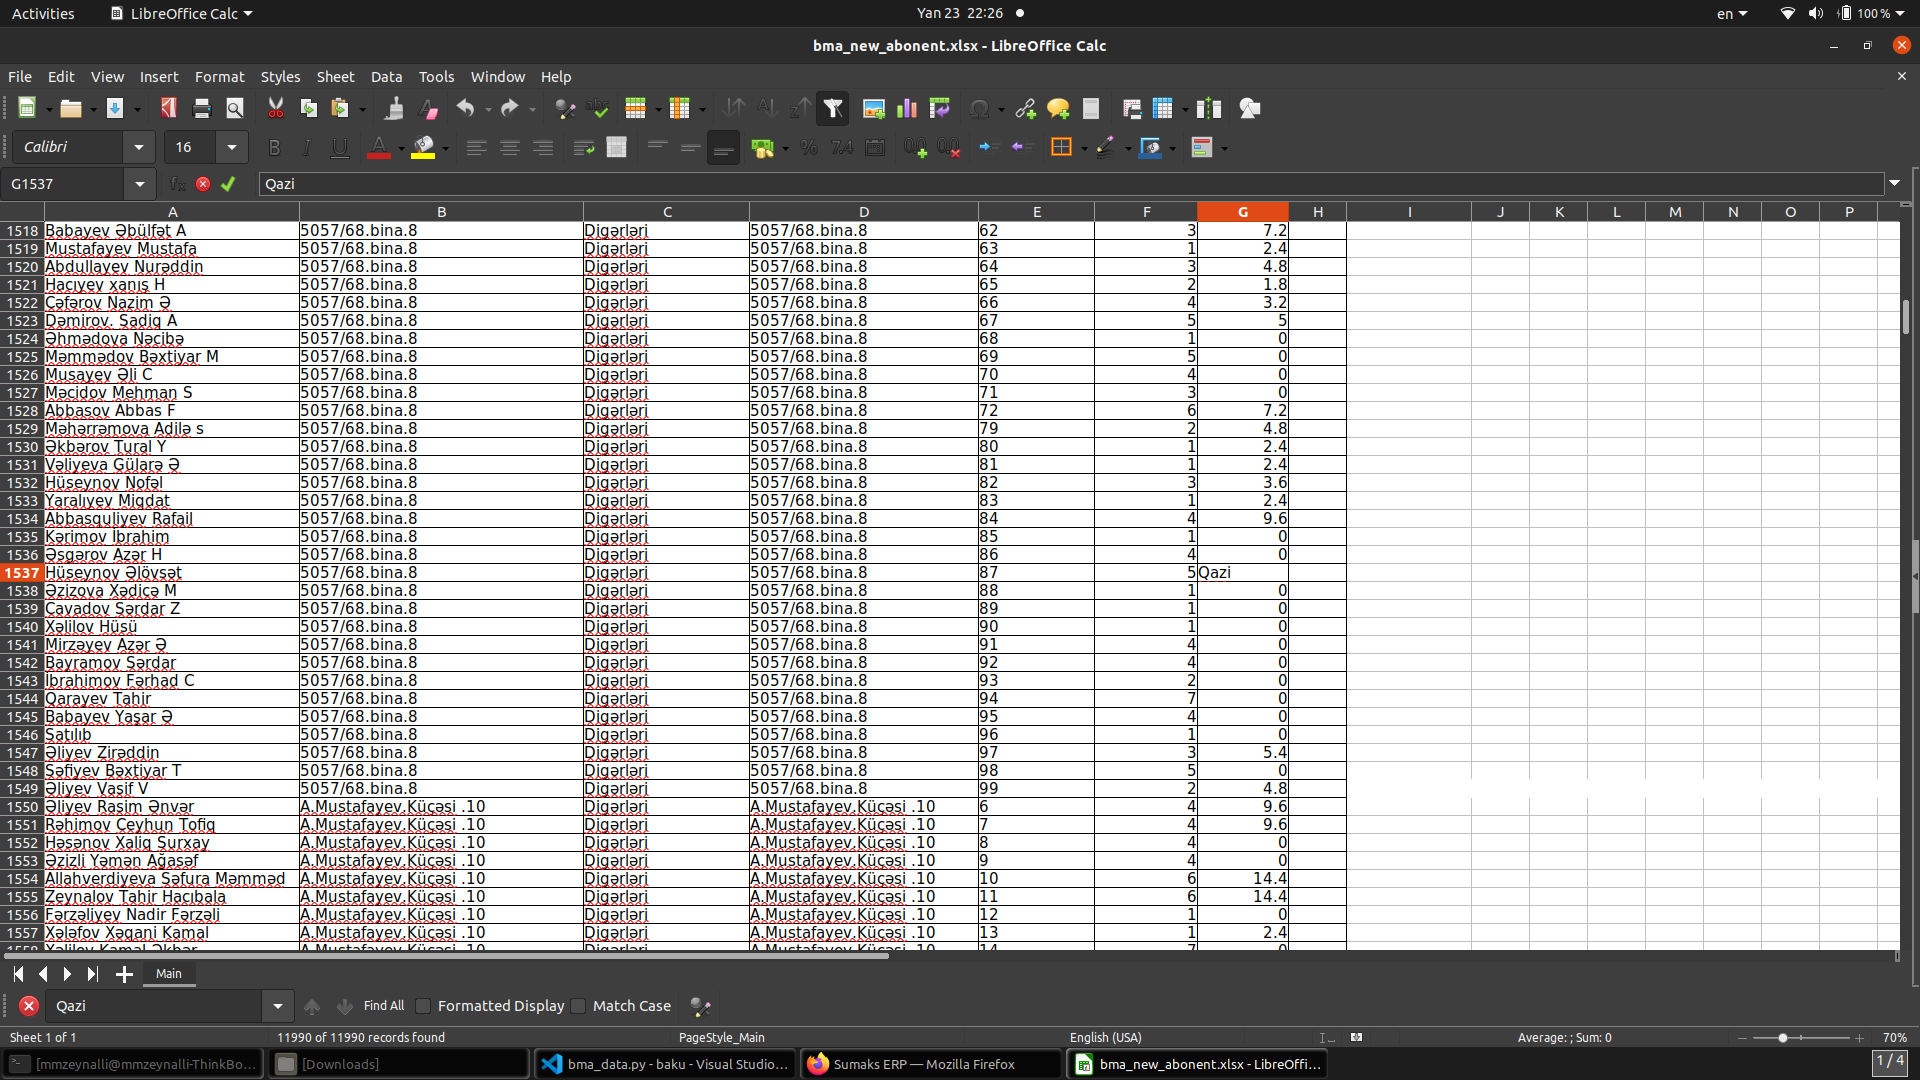 Activities LibreOffice Calc Yan 23 22:26 en 100 %
bma_new_abonent.xlsx - LibreOffice Calc
File Edit View Insert Format Styles Sheet Data Tools Window Help
Calibri 16
G1537 Qazi
A B C D E F G H I J K L M N O P
1518 Babayev Əbülfət A 5057/68.bina.8 Digərləri 5057/68.bina.8 62 3 7.2
1519 Mustafayev Mustafa 5057/68.bina.8 Digərləri 5057/68.bina.8 63 1 2.4
1520 Abdullayev Nurəddin 5057/68.bina.8 Digərləri 5057/68.bina.8 64 3 4.8
1521 Hacıyev xanış H 5057/68.bina.8 Digərləri 5057/68.bina.8 65 2 1.8
1522 Cəfərov Nazim Ə 5057/68.bina.8 Digərləri 5057/68.bina.8 66 4 3.2
1523 Dəmirov. Sadiq A 5057/68.bina.8 Digərləri 5057/68.bina.8 67 5 5
1524 Əhmədova Nəcibə 5057/68.bina.8 Digərləri 5057/68.bina.8 68 1 0
1525 Məmmədov Bəxtiyar M 5057/68.bina.8 Digərləri 5057/68.bina.8 69 5 0
1526 Musayev Əli C 5057/68.bina.8 Digərləri 5057/68.bina.8 70 4 0
1527 Məcidov Mehman S 5057/68.bina.8 Digərləri 5057/68.bina.8 71 3 0
1528 Abbasov Abbas F 5057/68.bina.8 Digərləri 5057/68.bina.8 72 6 7.2
1529 Məhərrəmova Adilə s 5057/68.bina.8 Digərləri 5057/68.bina.8 79 2 4.8
1530 Əkbərov Tural Y 5057/68.bina.8 Digərləri 5057/68.bina.8 80 1 2.4
1531 Vəliyeva Gülarə Ə 5057/68.bina.8 Digərləri 5057/68.bina.8 81 1 2.4
1532 Hüseynov Nofəl 5057/68.bina.8 Digərləri 5057/68.bina.8 82 3 3.6
1533 Yaralıyev Miqdat 5057/68.bina.8 Digərləri 5057/68.bina.8 83 1 2.4
1534 Abbasquliyev Rafail 5057/68.bina.8 Digərləri 5057/68.bina.8 84 4 9.6
1535 Kərimov İbrahim 5057/68.bina.8 Digərləri 5057/68.bina.8 85 1 0
1536 Əsgərov Azər H 5057/68.bina.8 Digərləri 5057/68.bina.8 86 4 0
1537 Hüseynov Əlövsət 5057/68.bina.8 Digərləri 5057/68.bina.8 87 5 Qazi
1538 Əzizova Xədicə M 5057/68.bina.8 Digərləri 5057/68.bina.8 88 1 0
1539 Cavadov Sərdar Z 5057/68.bina.8 Digərləri 5057/68.bina.8 89 1 0
1540 Xəlilov Hüsü 5057/68.bina.8 Digərləri 5057/68.bina.8 90 1 0
1541 Mirzəyev Azər Ə 5057/68.bina.8 Digərləri 5057/68.bina.8 91 4 0
1542 Bayramov Sərdar 5057/68.bina.8 Digərləri 5057/68.bina.8 92 4 0
1543 İbrahimov Fərhad C 5057/68.bina.8 Digərləri 5057/68.bina.8 93 2 0
1544 Qarayev Tahir 5057/68.bina.8 Digərləri 5057/68.bina.8 94 7 0
1545 Babayev Yaşar Ə 5057/68.bina.8 Digərləri 5057/68.bina.8 95 4 0
1546 Satılıb 5057/68.bina.8 Digərləri 5057/68.bina.8 96 1 0
1547 Əliyev Zirəddin 5057/68.bina.8 Digərləri 5057/68.bina.8 97 3 5.4
1548 Səfiyev Bəxtiyar T 5057/68.bina.8 Digərləri 5057/68.bina.8 98 5 0
1549 Əliyev Vasif V 5057/68.bina.8 Digərləri 5057/68.bina.8 99 2 4.8
1550 Əliyev Rasim Ənvər A.Mustafayev.Küçəsi .10 Digərləri A.Mustafayev.Küçəsi .10 6 4 9.6
1551 Rəhimov Ceyhun Tofiq A.Mustafayev.Küçəsi .10 Digərləri A.Mustafayev.Küçəsi .10 7 4 9.6
1552 Həsənov Xaliq Surxay A.Mustafayev.Küçəsi .10 Digərləri A.Mustafayev.Küçəsi .10 8 4 0
1553 Əzizli Yəmən Ağasəf A.Mustafayev.Küçəsi .10 Digərləri A.Mustafayev.Küçəsi .10 9 4 0
1554 Allahverdiyeva Səfura Məmməd A.Mustafayev.Küçəsi .10 Digərləri A.Mustafayev.Küçəsi .10 10 6 14.4
1555 Zeynalov Tahir Hacıbala A.Mustafayev.Küçəsi .10 Digərləri A.Mustafayev.Küçəsi .10 11 6 14.4
1556 Fərzəliyev Nadir Fərzəli A.Mustafayev.Küçəsi .10 Digərləri A.Mustafayev.Küçəsi .10 12 1 0
1557 Xələfov Xəqani Kamal A.Mustafayev.Küçəsi .10 Digərləri A.Mustafayev.Küçəsi .10 13 1 2.4
Main
Qazi Find All Formatted Display Match Case
Sheet 1 of 1 11990 of 11990 records found PageStyle_Main English (USA) Average: ; Sum: 0 70%
[mmzeynalli@mmzeynalli-ThinkBo... [Downloads] bma_data.py - baku - Visual Studio... Sumaks ERP — Mozilla Firefox bma_new_abonent.xlsx - LibreOffi... 1 / 4